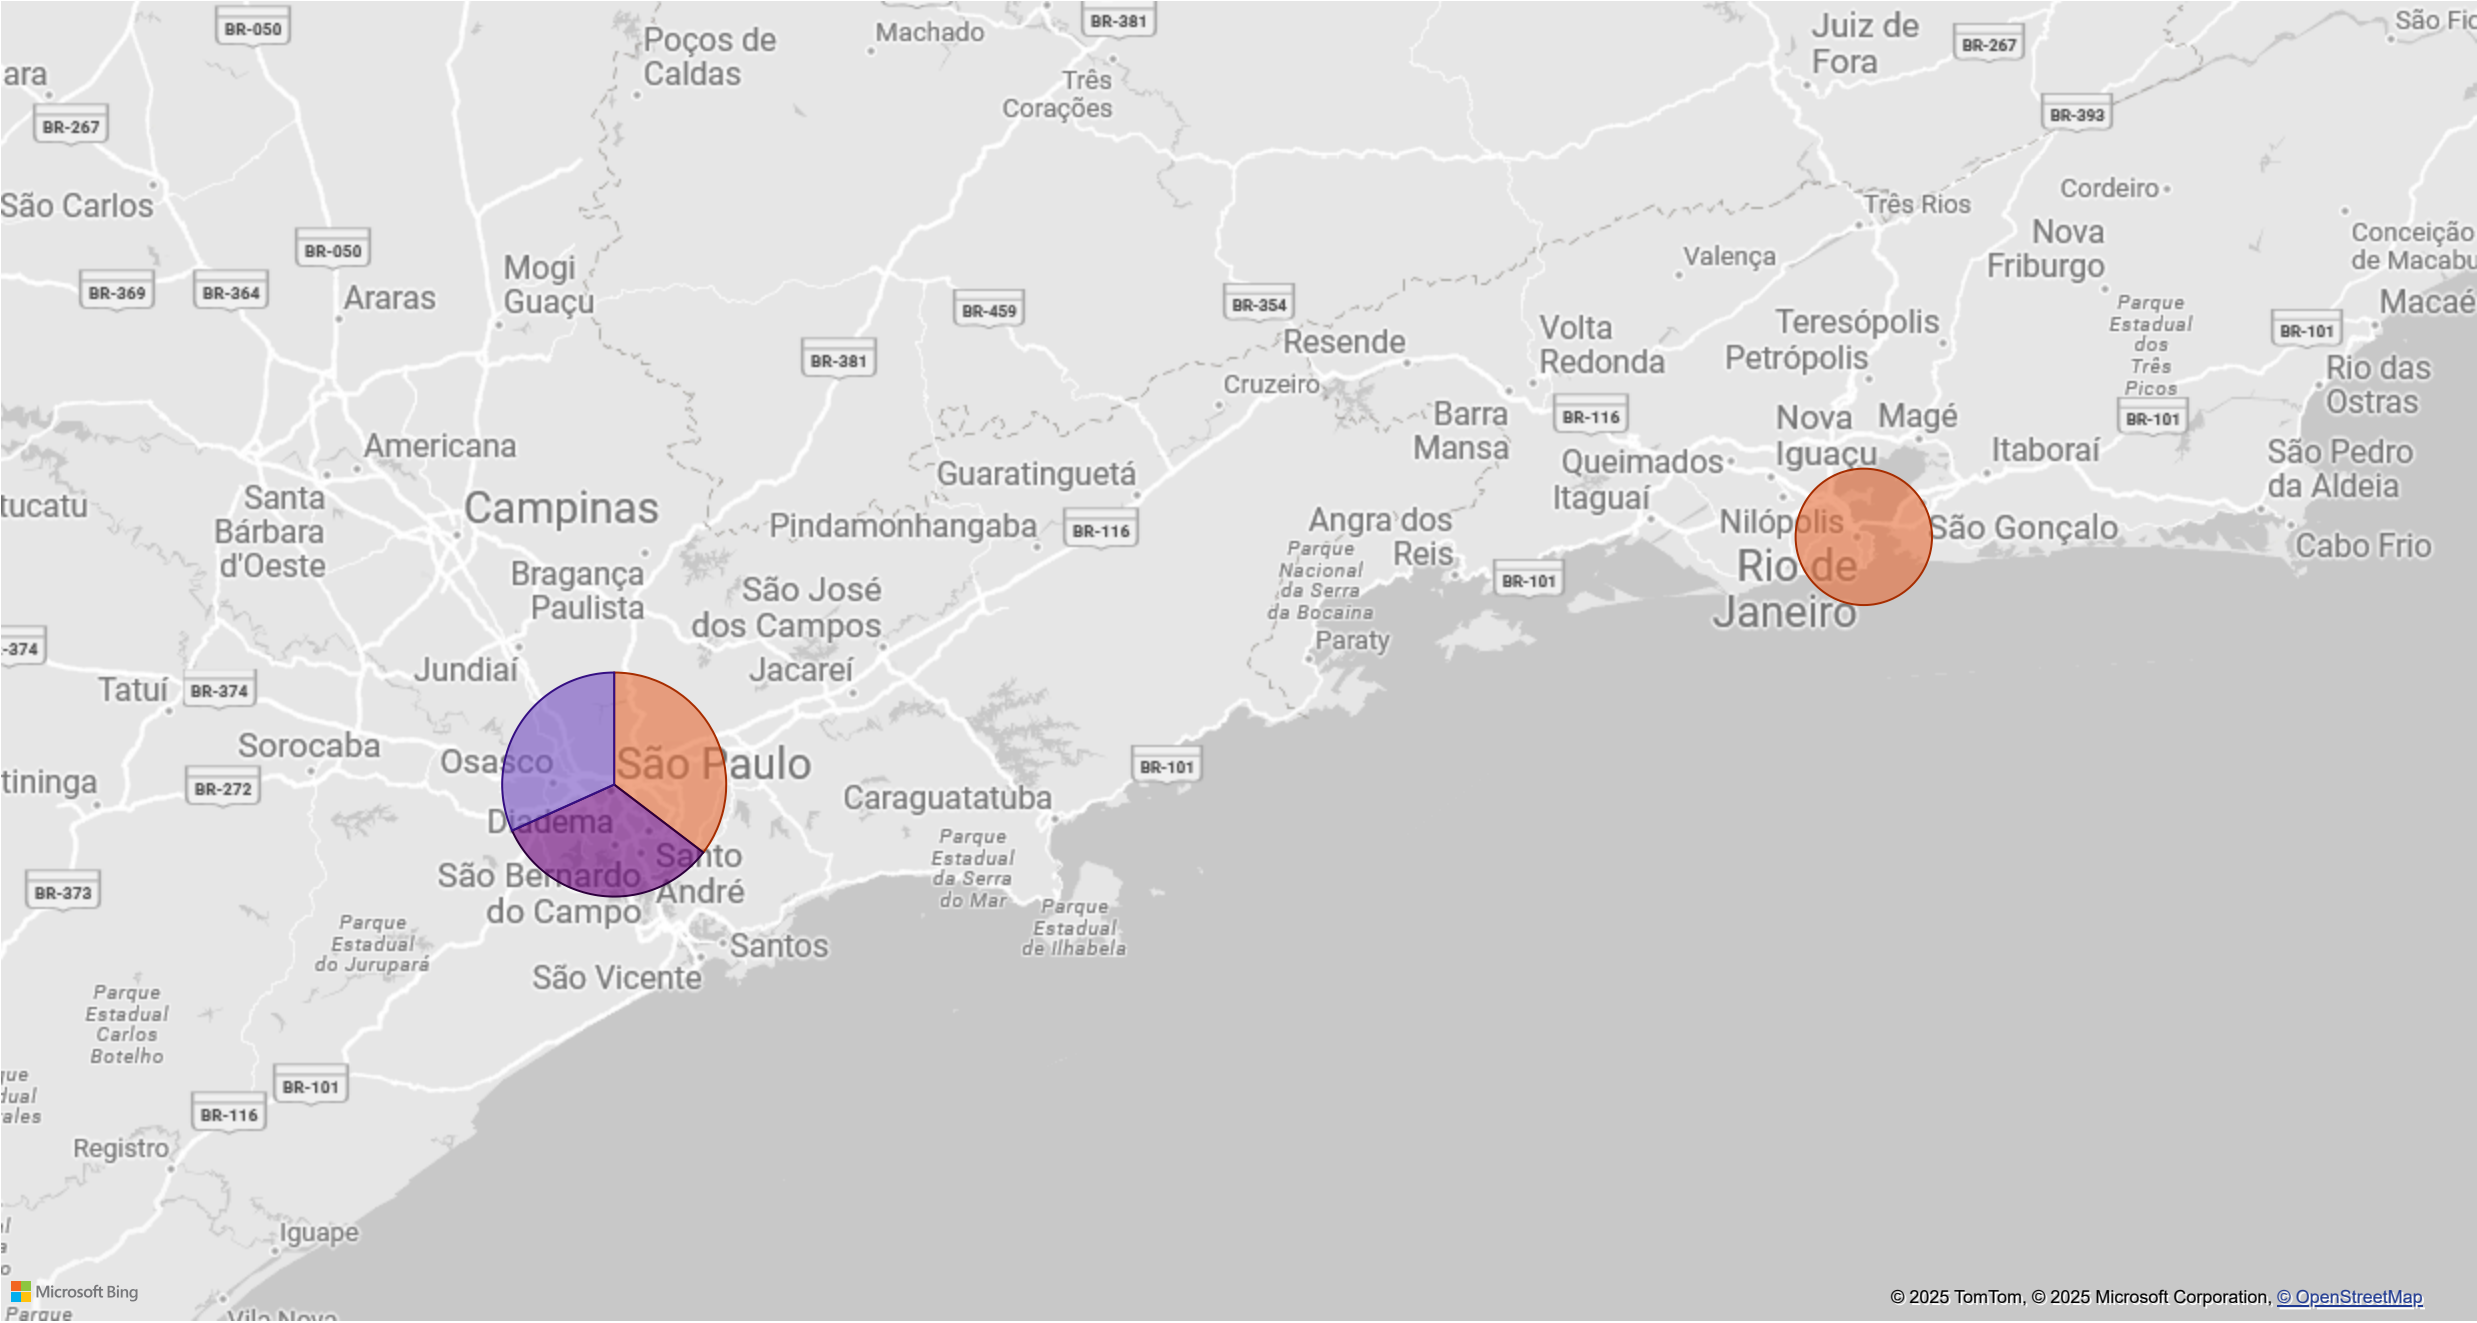 BR-050
BR-381
Machado
Juiz de
Fora
BR-267
Poços de
Caldas
ara
Três
Corações
BR-267
BR-393
São Carlos
Cordeiro
Três Rios
Nova
Friburgo
Conceição
de Macabu
BR-050
Mogi
Guaçu
Valença
BR-369
BR-364
Araras
BR-459
BR-354
Macaé
Parque
Estadual
dos
Três
Picos
BR-381
Resende
Volta
Redonda
Teresópolis
Petrópolis
BR-101
Rio das
Ostras
Cruzeiro
Barra
Mansa
BR-116
Nova
Iguaçu
Magé
BR-101
Americana
Itaboraí
São Pedro
da Aldeia
Guaratinguetá
Queimados
Itaguaí
Santa
Bárbara
d'Oeste
Campinas
tucatu
Pindamonhangaba
BR-116
Angra dos
Reis
Nilópolis
São Gonçalo
Cabo Frio
Parque
Nacional
da Serra
da Bocaina
BR-101
Rio de
Janeiro
Bragança
Paulista
São José
dos Campos
Paraty
-374
Jundiaí
Jacareí
Tatuí
BR-374
Sorocaba
Osasco
São Paulo
BR-101
tininga
BR-272
Caraguatatuba
Diadema
Parque
Estadual
da Serra
do Mar
Santo
André
São Bernardo
do Campo
BR-373
Parque
Estadual
de Ilhabela
Parque
Estadual
do Jurupará
Santos
São Vicente
Parque
Estadual
Carlos
Botelho
BR-101
BR-116
Registro
Iguape
Microsoft Bing
Parque
Vila Nova
© 2025 TomTom, © 2025 Microsoft Corporation, © OpenStreetMap